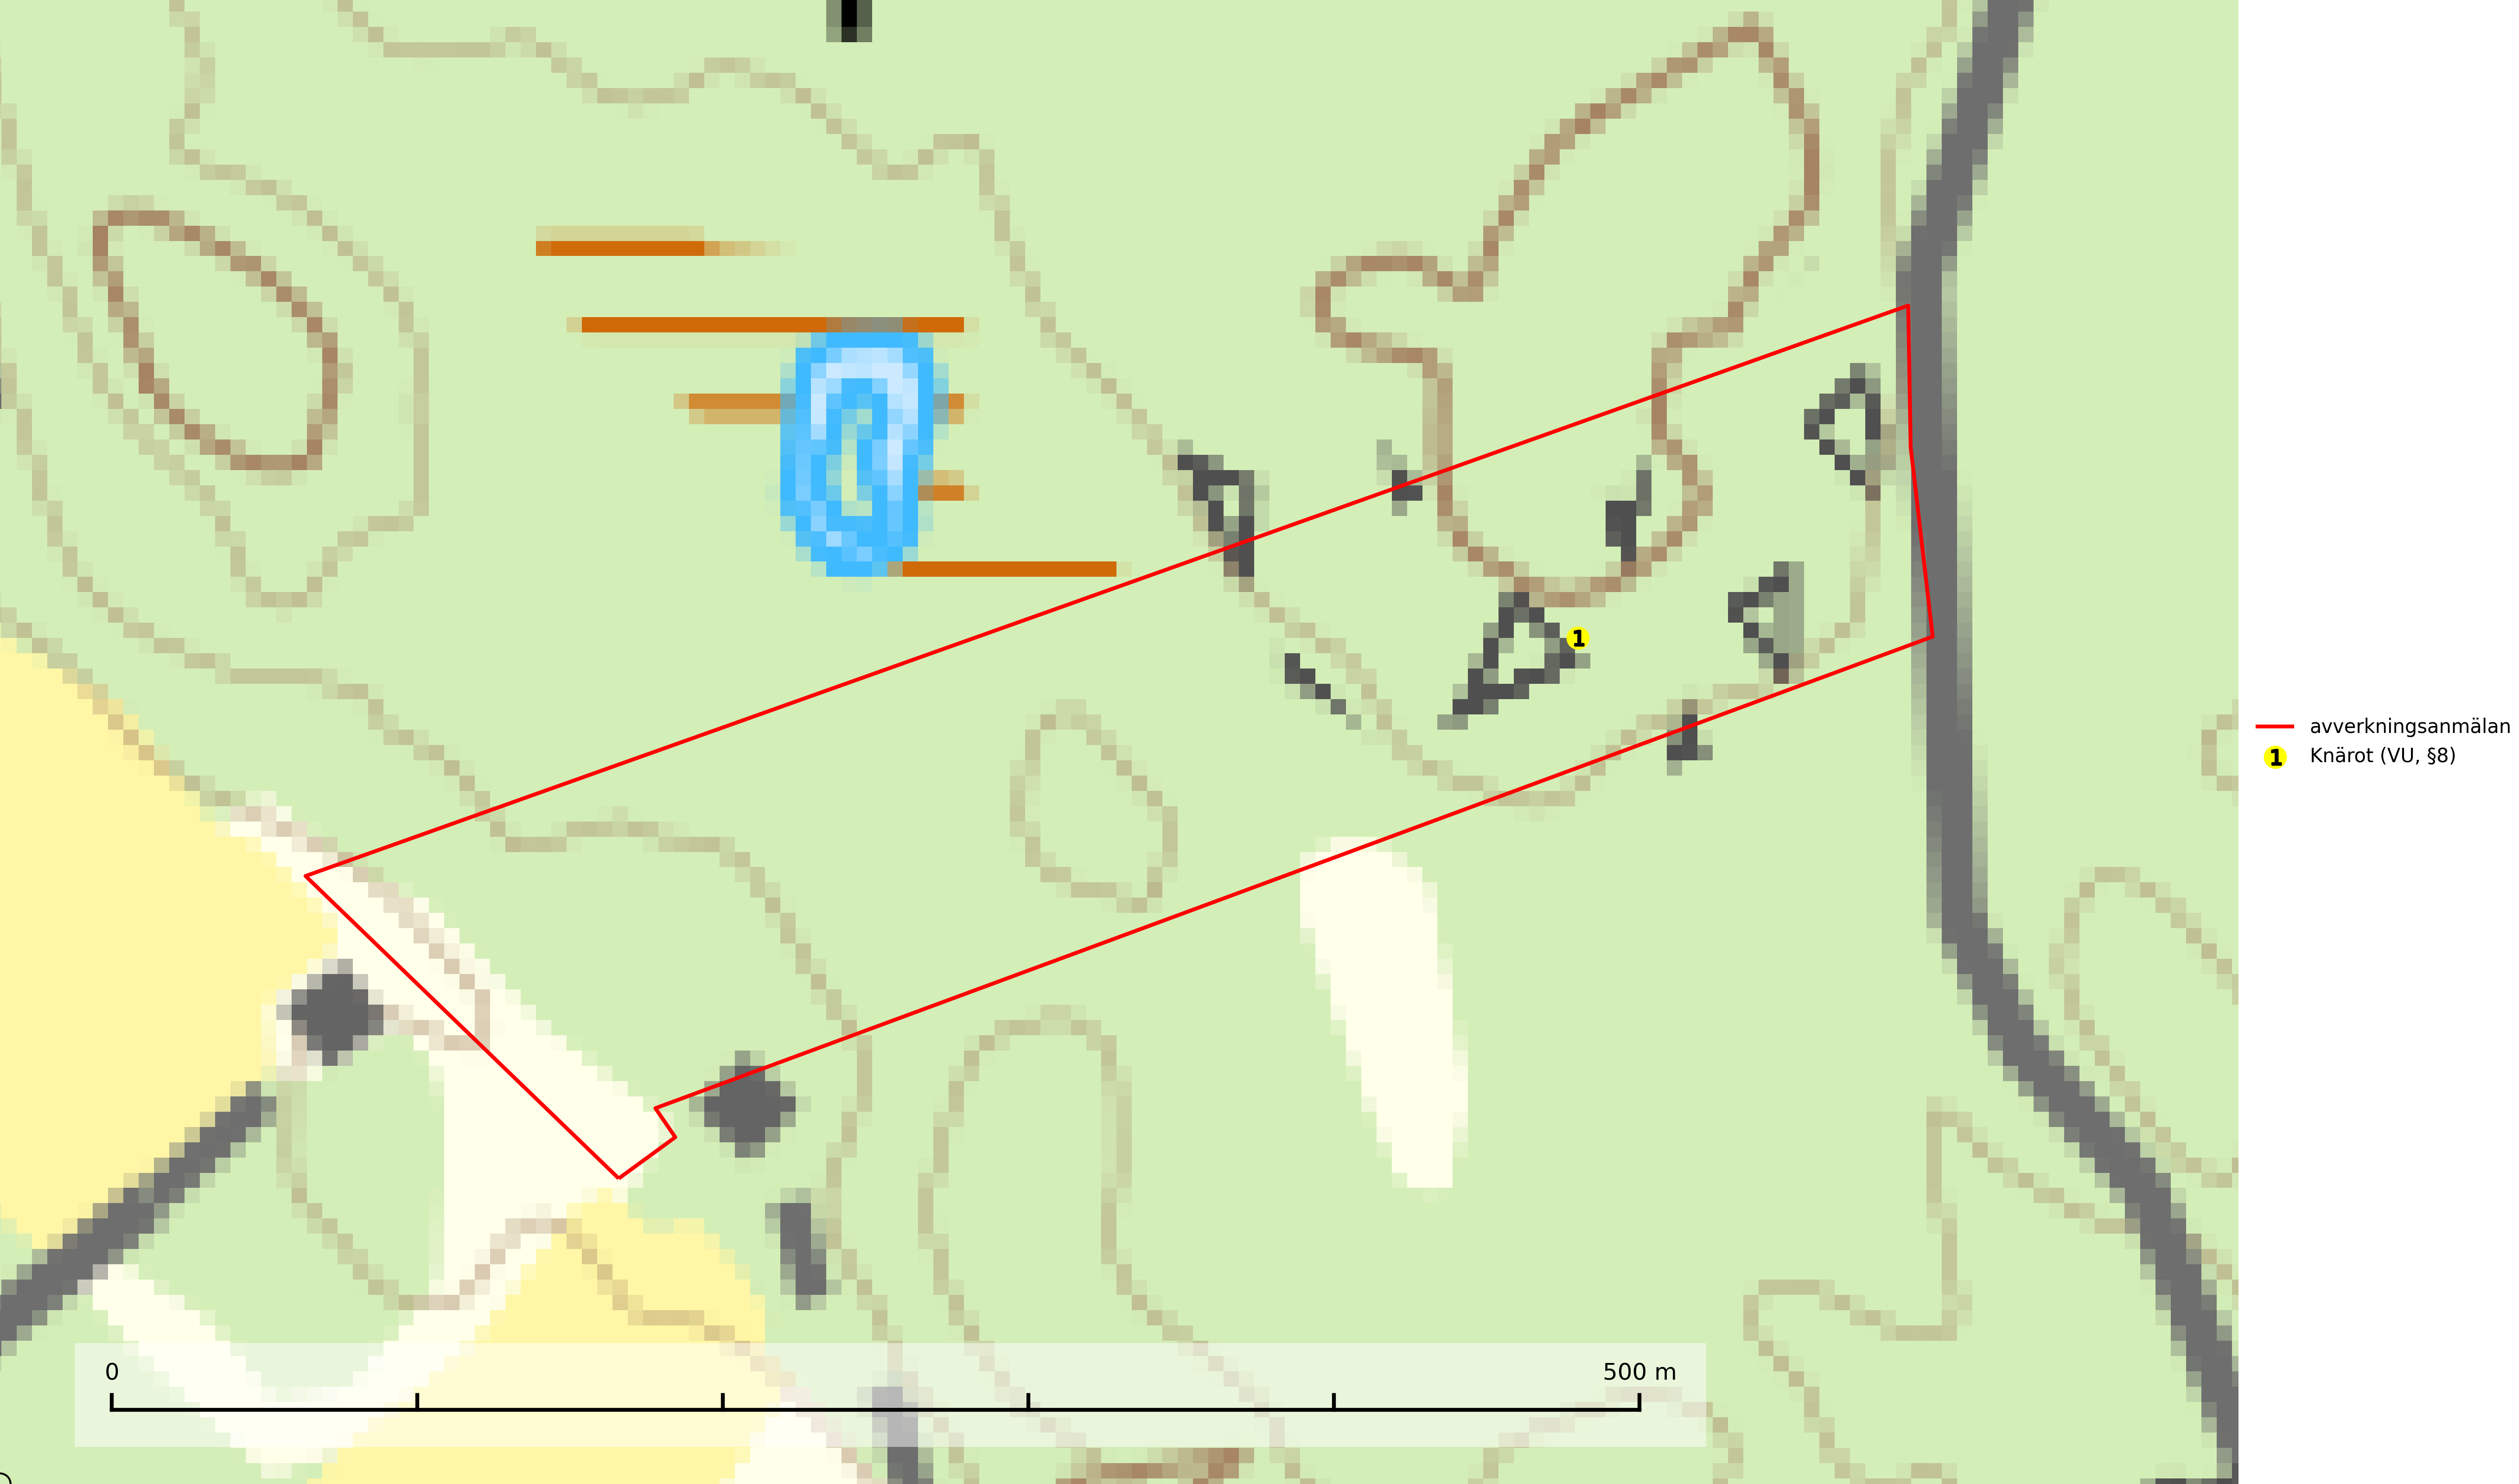 1
avverkningsanmälan
1 Knärot (VU, §8)
0 500 m